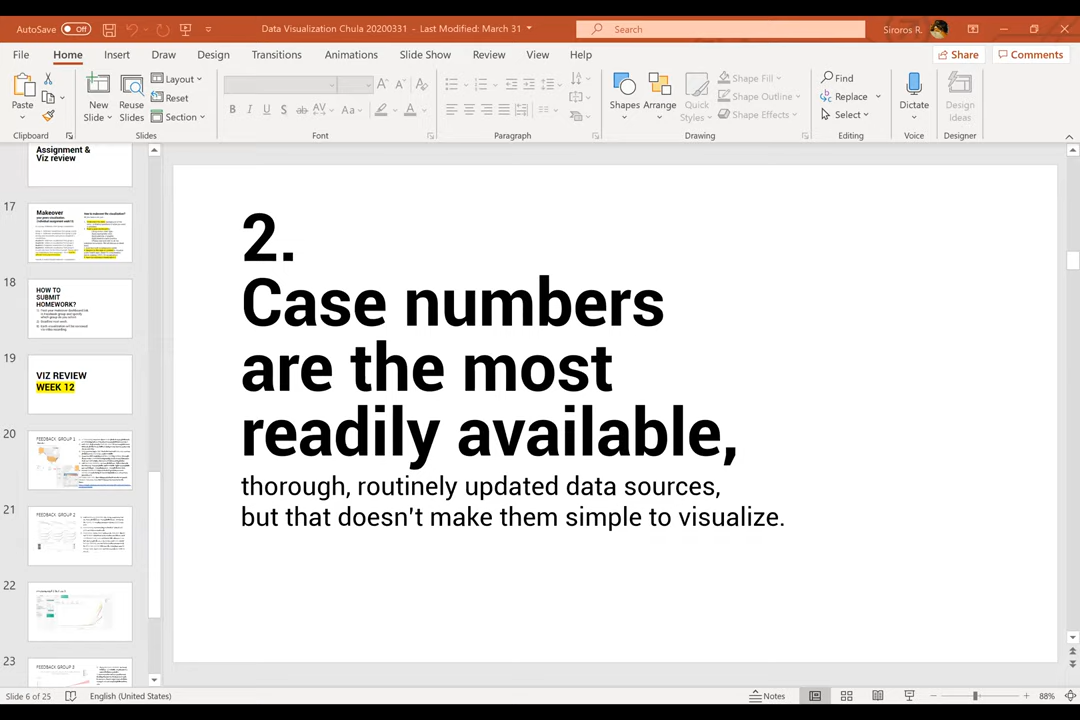 AutoSave Off Data Visualization Chula 20200331 - Last Modified: March 31 Search Siroros R.
File Home Insert Draw Design Transitions Animations Slide Show Review View Help Share Comments
Paste
New Slide
Reuse Slides
Layout
Reset
Section
B I U S ab AV Aa A
Shapes
Arrange
Quick Styles
Shape Fill
Shape Outline
Shape Effects
Find
Replace
Select
Dictate
Design Ideas
Clipboard Slides Font Paragraph Drawing Editing Voice Designer
Assignment &
Viz review
17
Makeover
18
HOW TO
SUBMIT
HOMEWORK?
19
VIZ REVIEW
WEEK 12
20
FEEDBACK GROUP 1
21
FEEDBACK GROUP 2
22
23
FEEDBACK GROUP 3
2.
Case numbers
are the most
readily available,
thorough, routinely updated data sources,
but that doesn't make them simple to visualize.
Slide 6 of 25 English (United States) Notes 88%